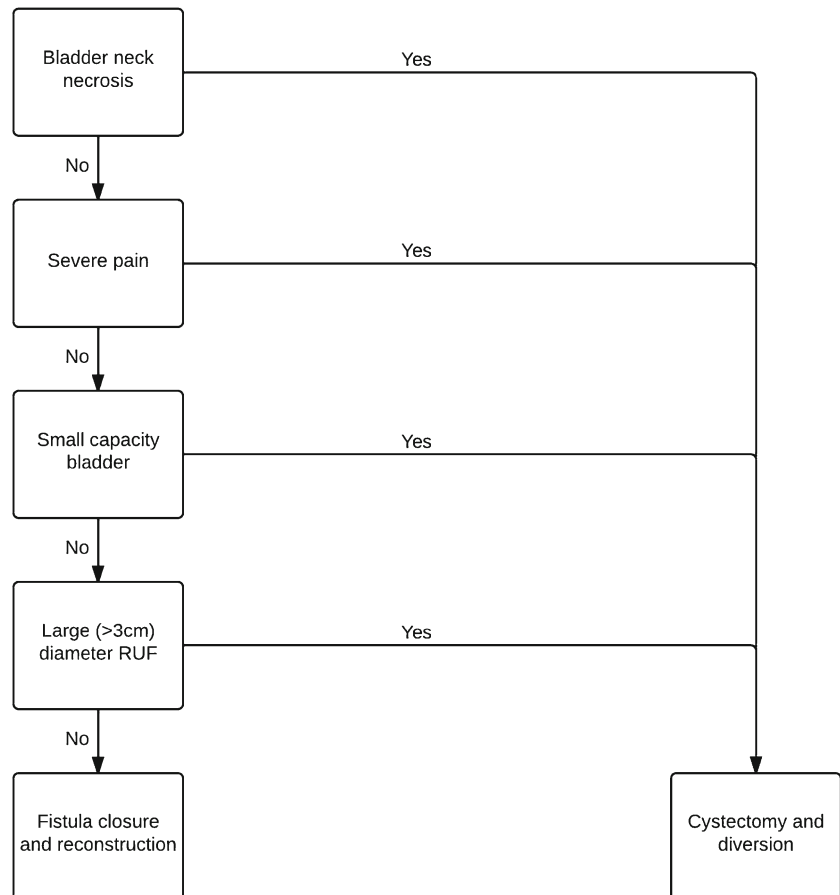 Bladder neck
necrosis
Yes
No
Severe pain
Yes
No
Small capacity
bladder
Yes
No
Large (>3cm)
diameter RUF
Yes
No
Fistula closure
and reconstruction
Cystectomy and
diversion